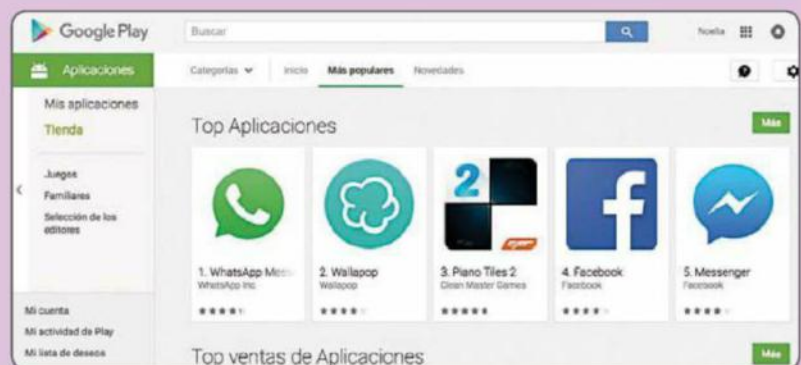 Google Play
Buscar
Noelia
Aplicaciones
Categorías
Inicio
Más populares
Novedades
Mis aplicaciones
Tienda
Juegos
Familiares
Selección de los
editores
Mi cuenta
Mi actividad de Play
Mi lista de deseos
Top Aplicaciones
Más
1. WhatsApp Mess
WhatsApp Inc.
2. Wallapop
Wallapop
2
3. Piano Tiles 2
Clean Master Games
f
4. Facebook
Facebook
5. Messenger
Facebook
Top ventas de Aplicaciones
Más